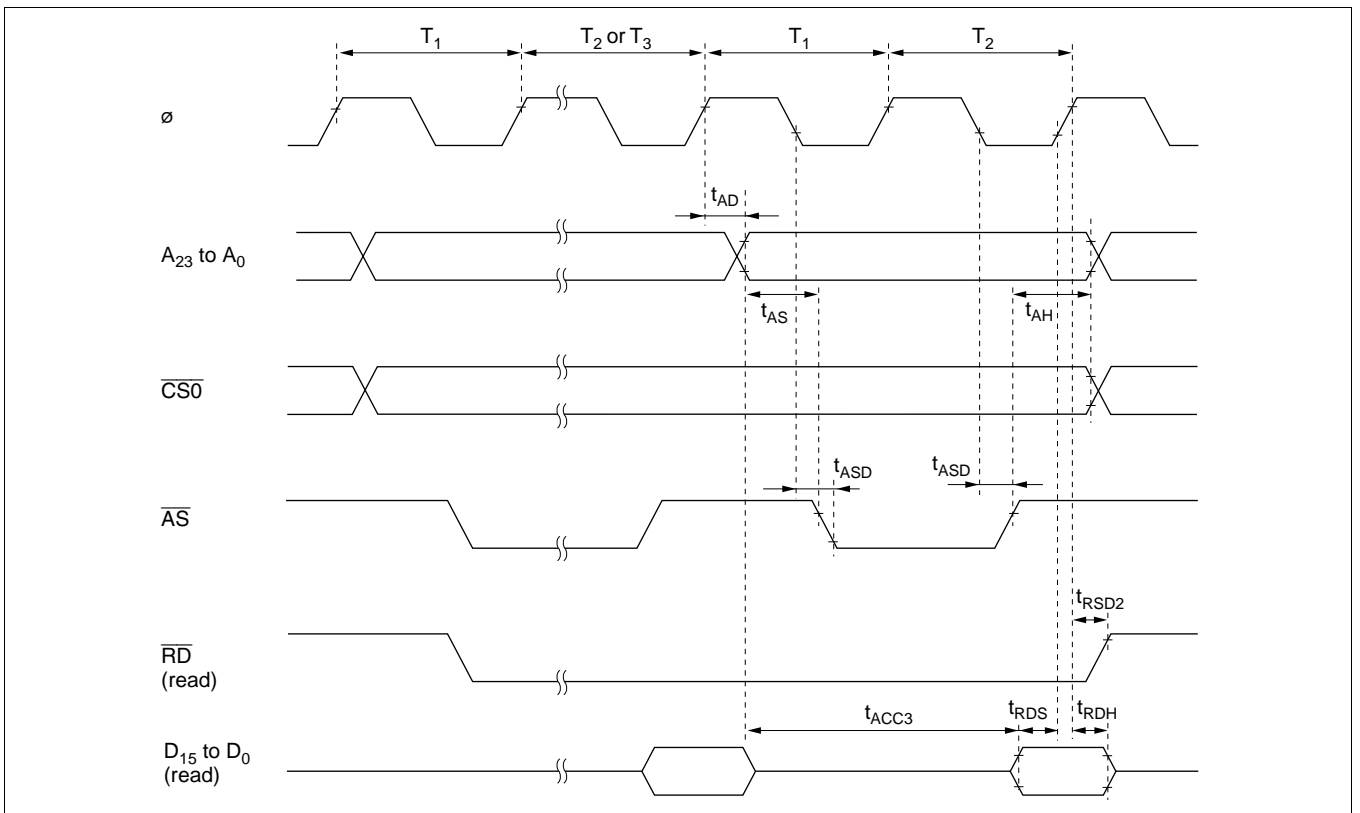 T1 T2 or T3 T1 T2
ø
tAD
A23 to A0
tAS tAH
CS0
tASD tASD
AS
tRSD2
RD
(read)
tACC3 tRDS tRDH
D15 to D0
(read)